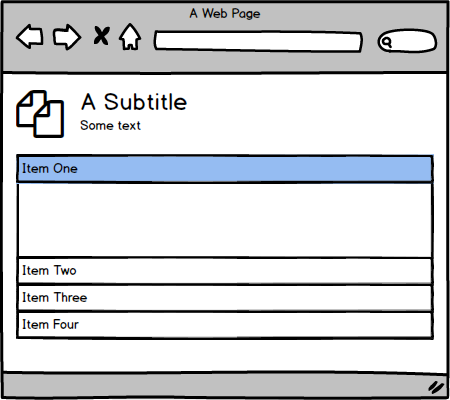 A Web Page
A Subtitle
Some text
Item One
Item Two
Item Three
Item Four